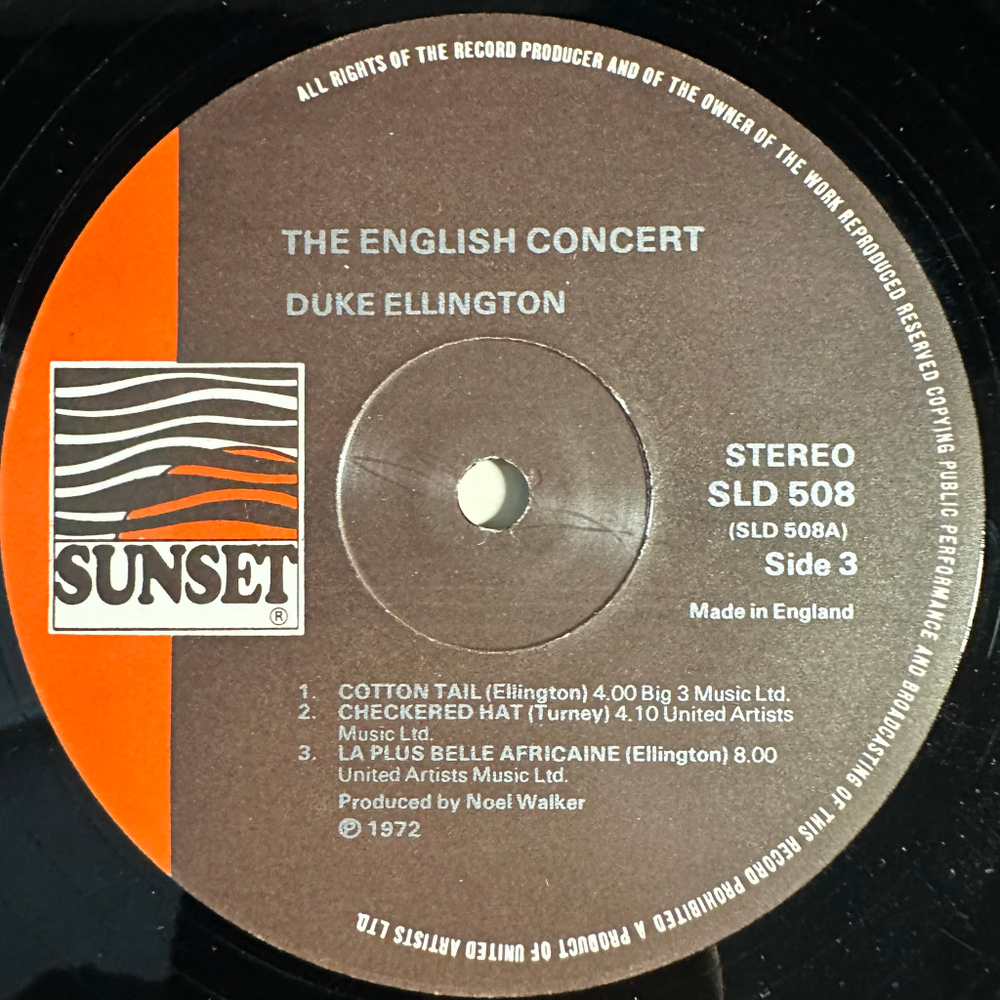 ALL RIGHTS OF THE RECORD PRODUCER AND OF THE OWNER OF THE WORK REPRODUCED RESERVED COPYING PUBLIC PERFORMANCE AND BROADCASTING OF THIS RECORD PROHIBITED A PRODUCT OF UNITED ARTISTS LTD.
THE ENGLISH CONCERT
DUKE ELLINGTON
SUNSET
®
STEREO
SLD 508
(SLD 508A)
Side 3
Made in England
1. COTTON TAIL (Ellington) 4.00 Big 3 Music Ltd.
2. CHECKERED HAT (Turney) 4.10 United Artists
Music Ltd.
3. LA PLUS BELLE AFRICAINE (Ellington) 8.00
United Artists Music Ltd.
Produced by Noel Walker
℗ 1972